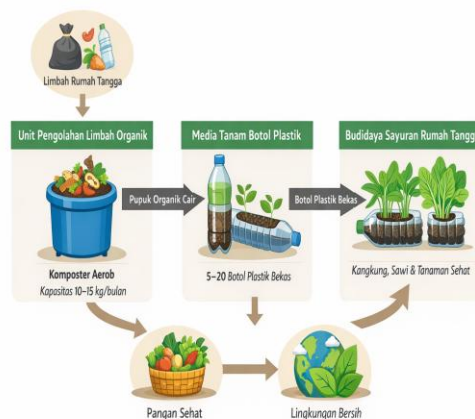 Limbah Rumah Tangga
Unit Pengolahan Limbah Organik
Media Tanam Botol Plastik
Budidaya Sayuran Rumah Tangg
Pupuk Organik Cair
Botol Plastik Bekas
Komposter Aerob
Kapasitas 10–15 kg/bulan
5–20 Botol Plastik Bekas
Kangkung, Sawi & Tanaman Sehat
Pangan Sehat
Lingkungan Bersih